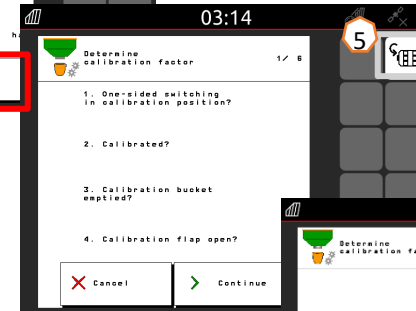 03:14
5
Determine
calibration factor
1/ 6
1. One-sided switching
in calibration position?
2. Calibrated?
3. Calibration bucket
emptied?
4. Calibration flap open?
Cancel
Continue
Determine
calibration fa